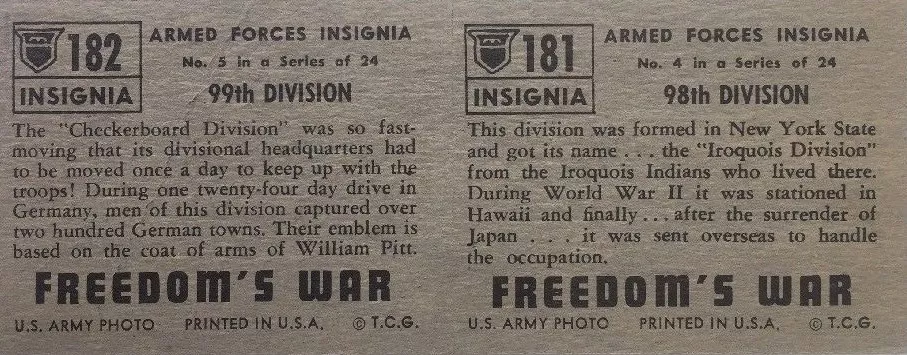 182
INSIGNIA
ARMED FORCES INSIGNIA
No. 5 in a Series of 24
99th DIVISION
The "Checkerboard Division" was so fast-
moving that its divisional headquarters had
to be moved once a day to keep up with the
troops! During one twenty-four day drive in
Germany, men of this division captured over
two hundred German towns. Their emblem is
based on the coat of arms of William Pitt.
FREEDOM'S WAR
U.S. ARMY PHOTO PRINTED IN U.S.A. © T.C.G.
181
INSIGNIA
ARMED FORCES INSIGNIA
No. 4 in a Series of 24
98th DIVISION
This division was formed in New York State
and got its name . . . the "Iroquois Division"
from the Iroquois Indians who lived there.
During World War II it was stationed in
Hawaii and finally . . . after the surrender of
Japan . . . it was sent overseas to handle
the occupation.
FREEDOM'S WAR
U.S. ARMY PHOTO PRINTED IN U.S.A. © T.C.G.